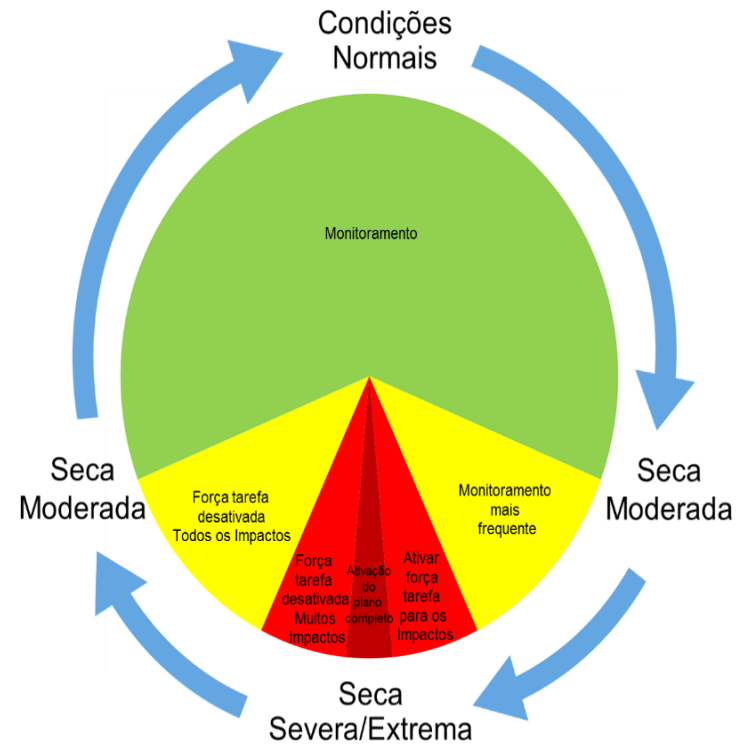 Condições
Normais
Monitoramento
Seca
Moderada
Seca
Moderada
Força tarefa
desativada
Todos os Impactos
Monitoramento
mais
frequente
Força
tarefa
desativada
Muitos
Impactos
Ativação
do
plano
completo
Ativar
força
tarefa
para os
Impactos
Seca
Severa/Extrema